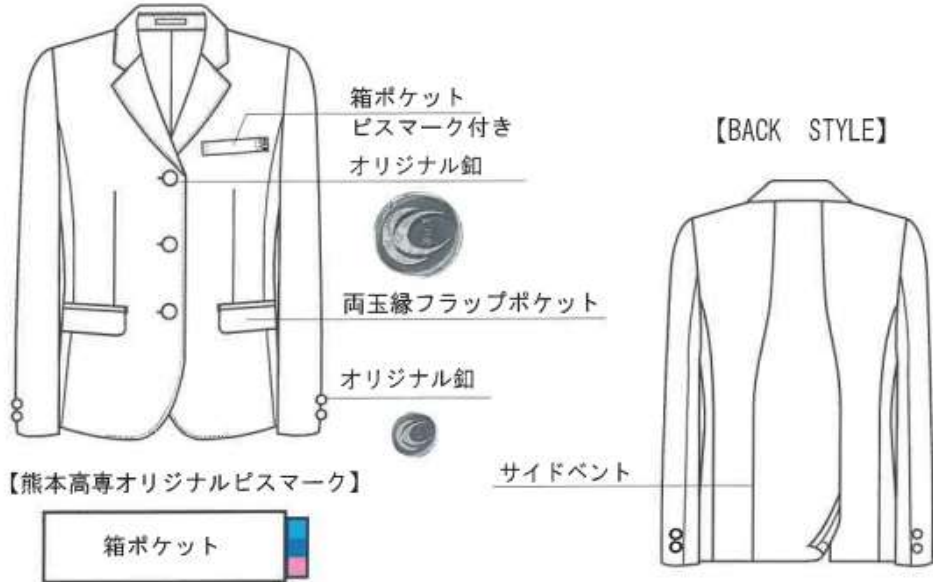 箱ポケット
ピスマーク付き
オリジナル釦
【BACK STYLE】
両玉縁フラップポケット
オリジナル釦
サイドベント
【熊本高専オリジナルピスマーク】
箱ポケット